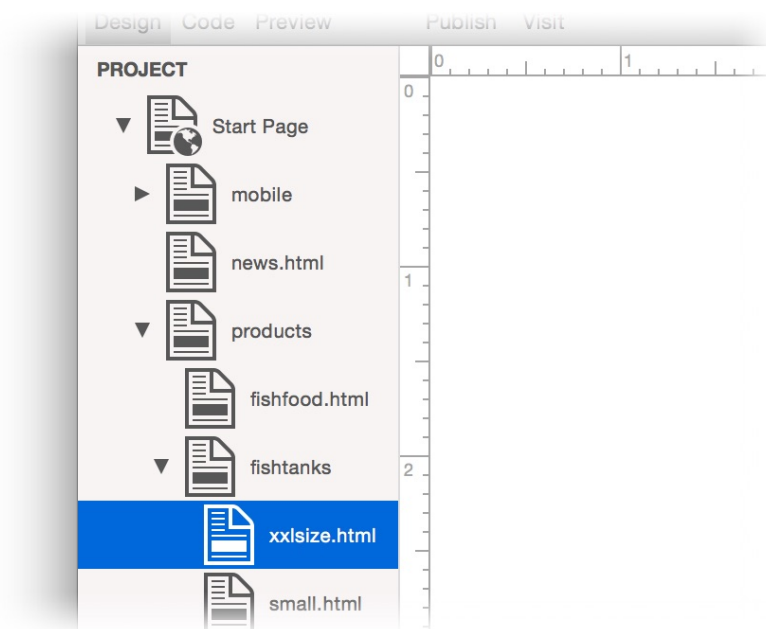 Design Code Preview Publish Visit
PROJECT
0 1
0
Start Page
mobile
news.html
1
products
fishfood.html
fishtanks
2
xxlsize.html
small.html